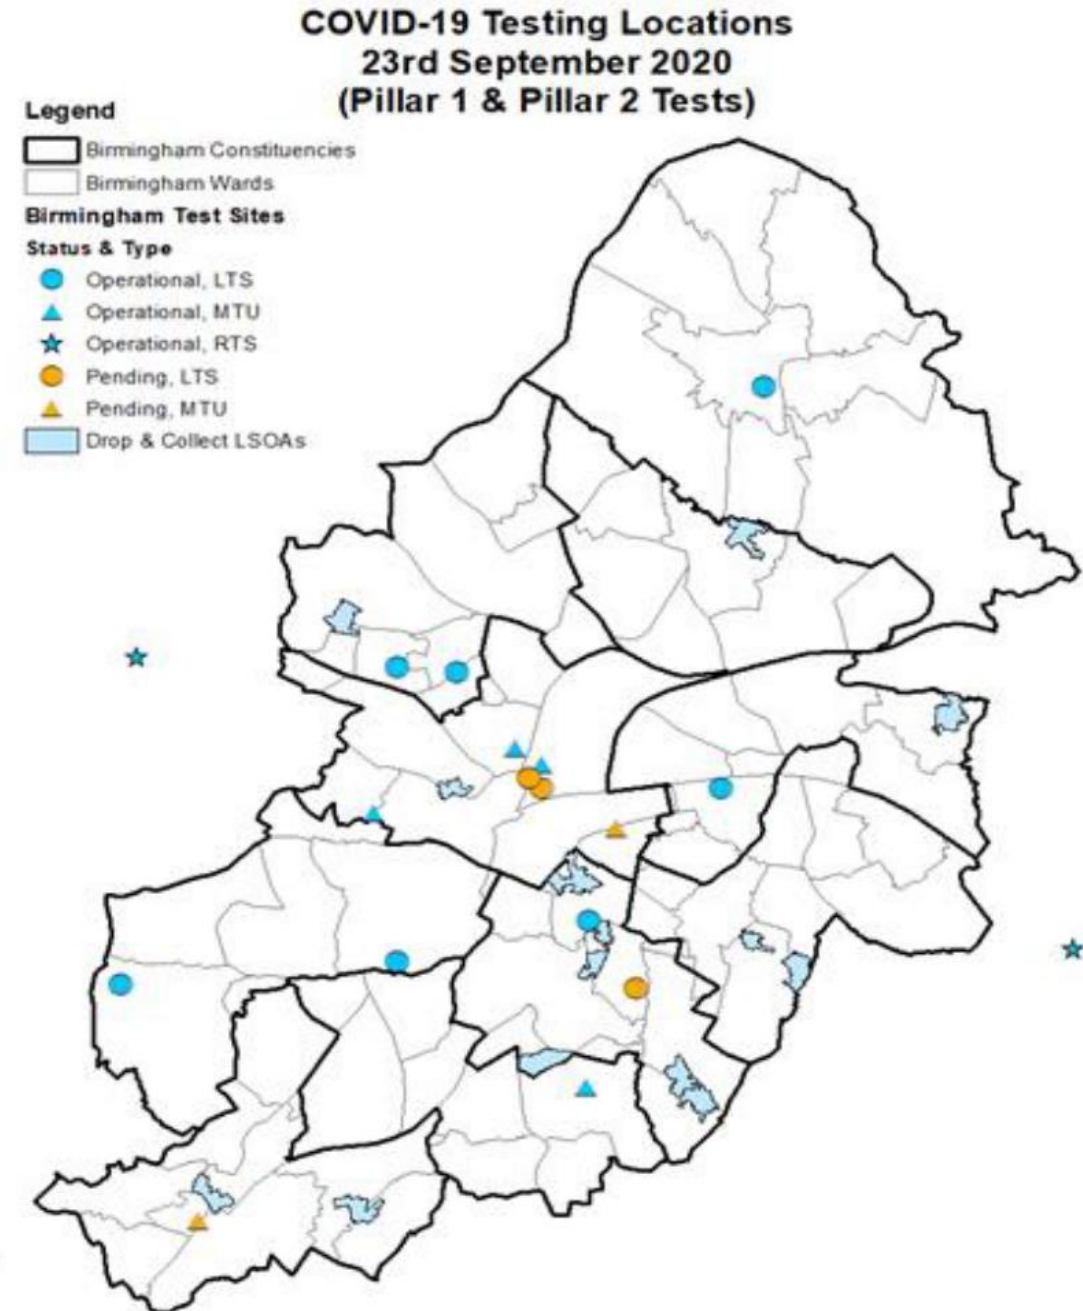 COVID-19 Testing Locations
23rd September 2020
(Pillar 1 & Pillar 2 Tests)
Legend
Birmingham Constituencies
Birmingham Wards
Birmingham Test Sites
Status & Type
Operational, LTS
Operational, MTU
Operational, RTS
Pending, LTS
Pending, MTU
Drop & Collect LSOAs